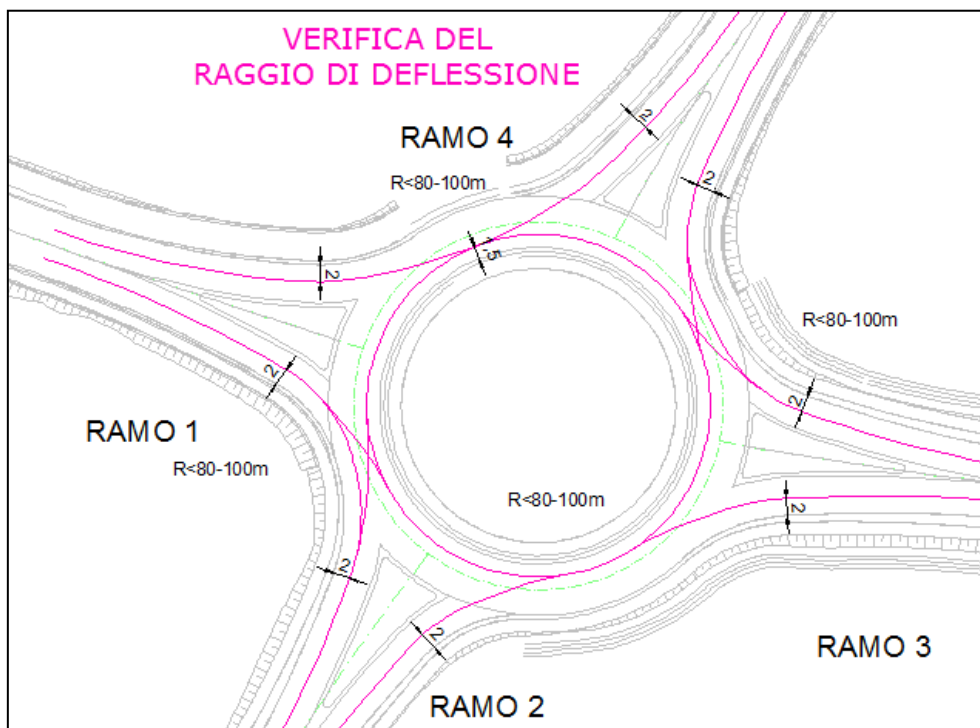 VERIFICA DEL
RAGGIO DI DEFLESSIONE
2
RAMO 4
2
R<80-100m
1,5
2
R<80-100m
2
2
RAMO 1
R<80-100m
R<80-100m
2
2
2
RAMO 3
RAMO 2